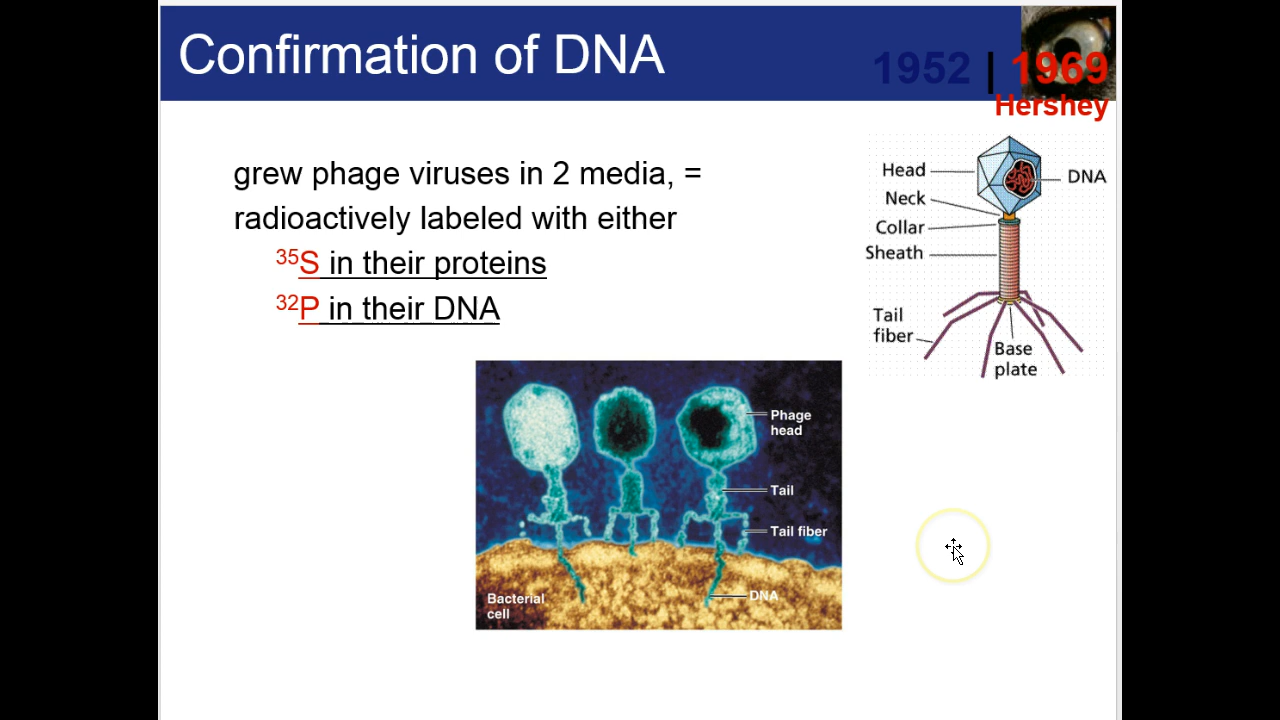 Confirmation of DNA
1952 | 1969
Hershey
grew phage viruses in 2 media, =
radioactively labeled with either
³⁵S in their proteins
³²P in their DNA
Head
DNA
Neck
Collar
Sheath
Tail
fiber
Base
plate
Phage
head
Tail
Tail fiber
DNA
Bacterial
cell